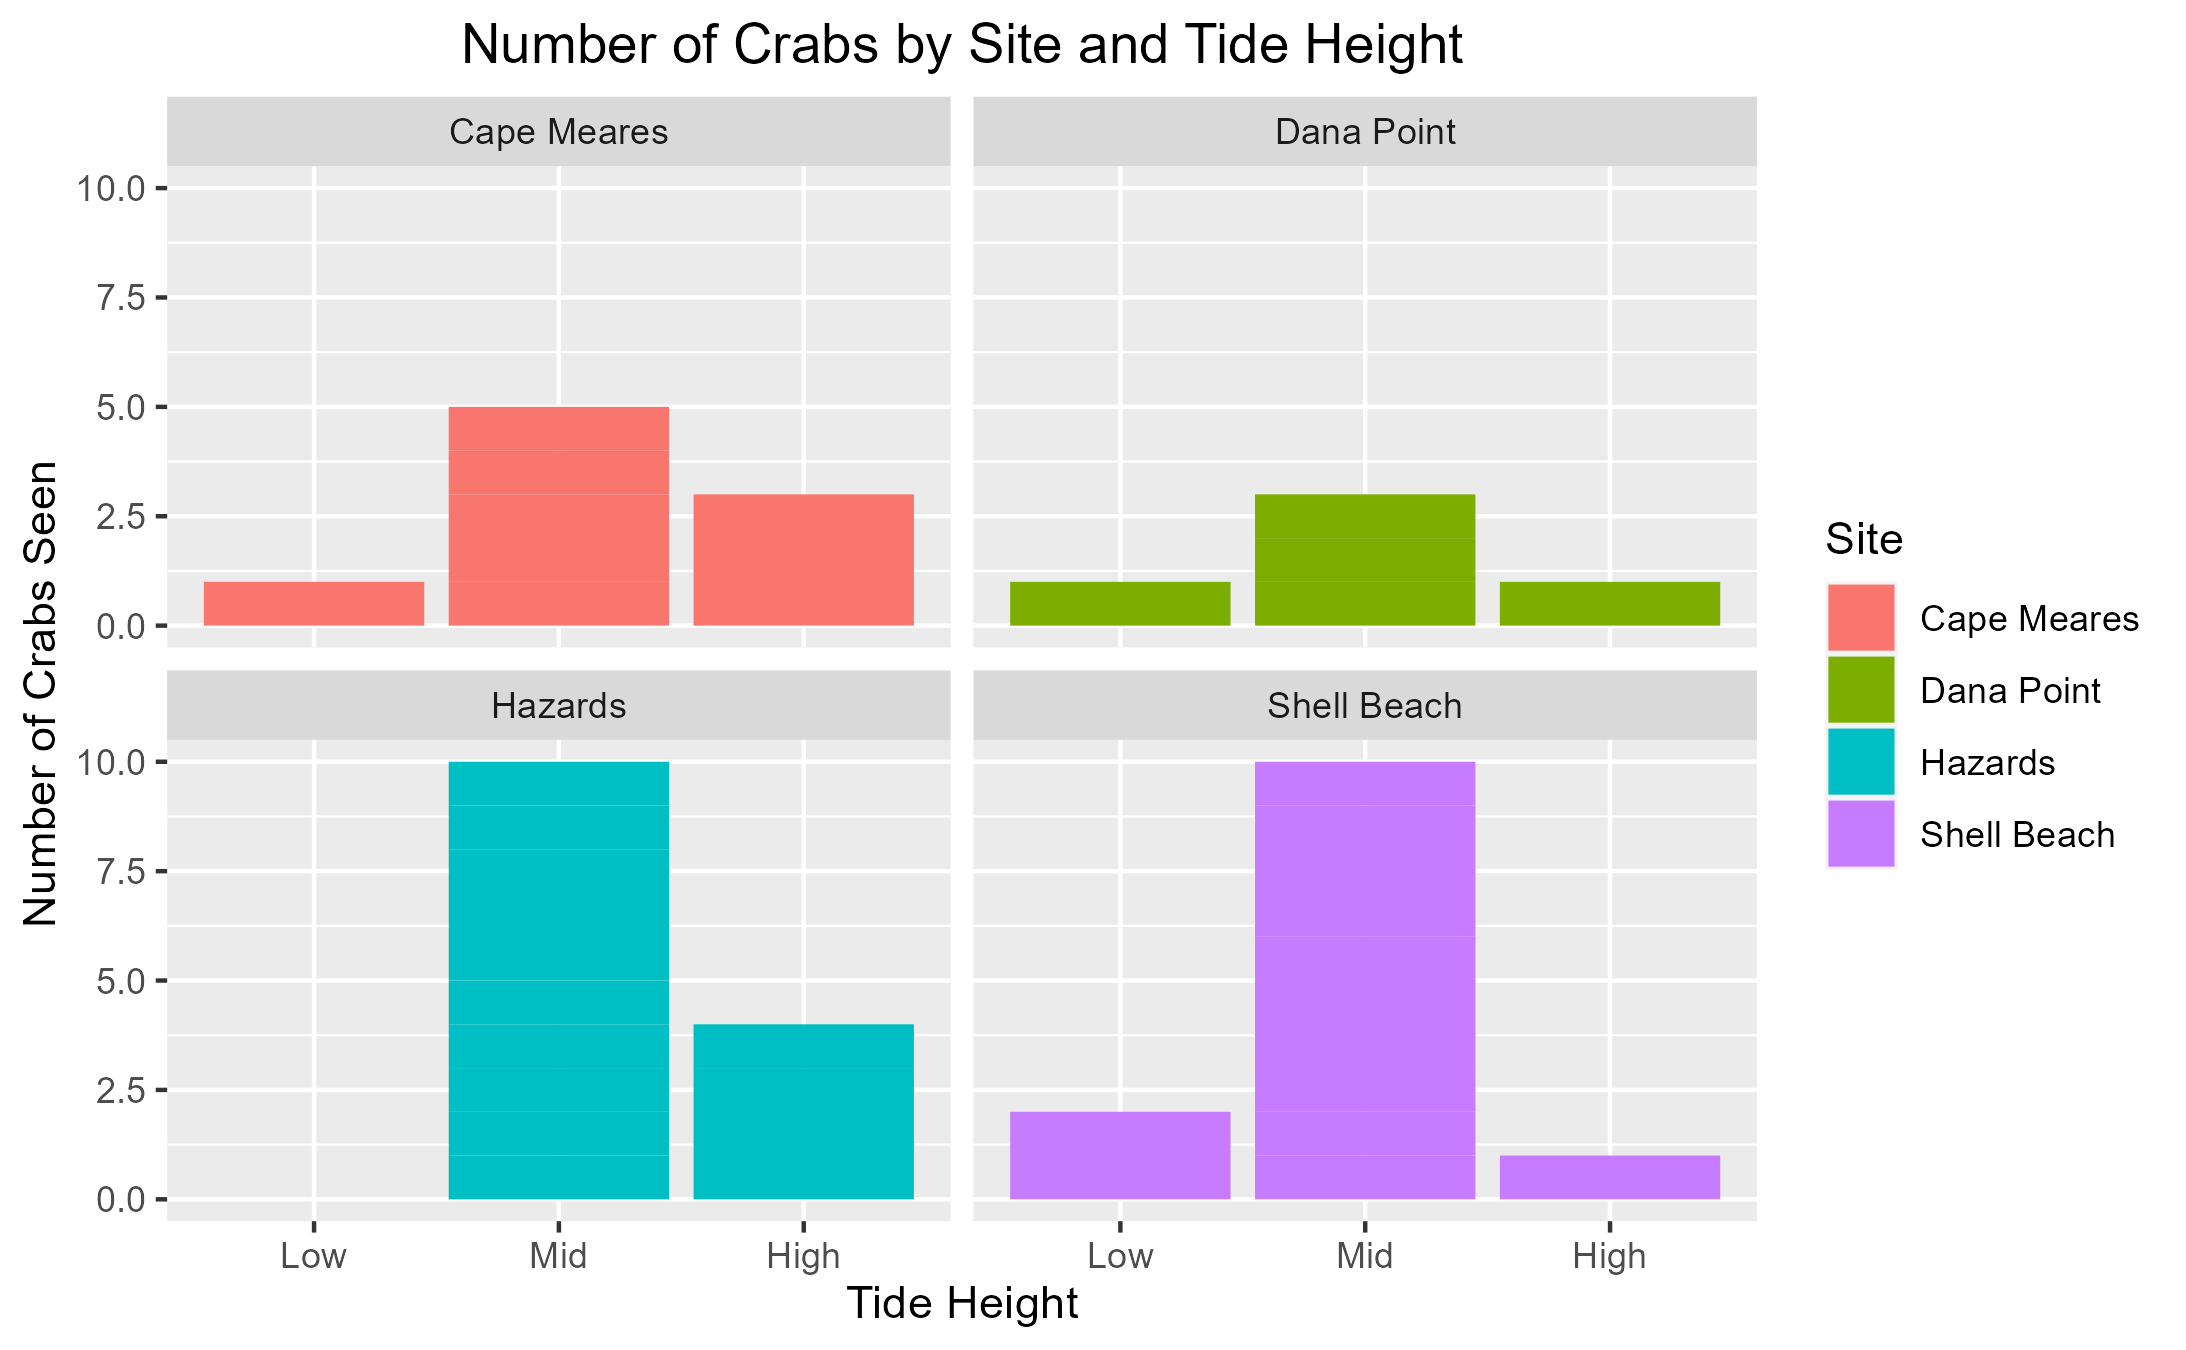 Number of Crabs by Site and Tide Height
Cape Meares
Dana Point
10.0
7.5
5.0
2.5
0.0
Hazards
Shell Beach
10.0
7.5
5.0
2.5
0.0
Low
Mid
High
Low
Mid
High
Tide Height
Number of Crabs Seen
Site
Cape Meares
Dana Point
Hazards
Shell Beach